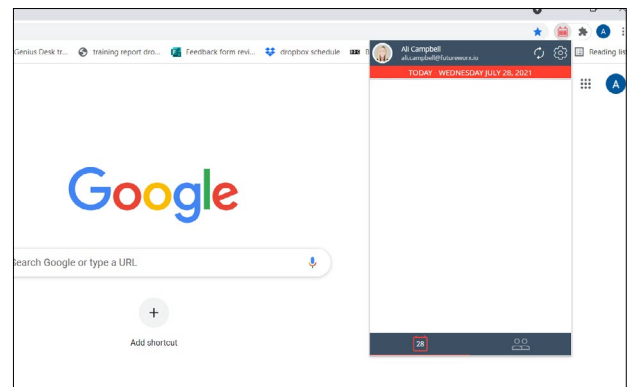 Genius Desk tr...
training report dro...
Feedback form revi...
dropbox schedule
Ali Campbell
ali.campbell@futureworx.io
Reading list
TODAY WEDNESDAY JULY 28, 2021
A
A
Google
Search Google or type a URL
Add shortcut
28